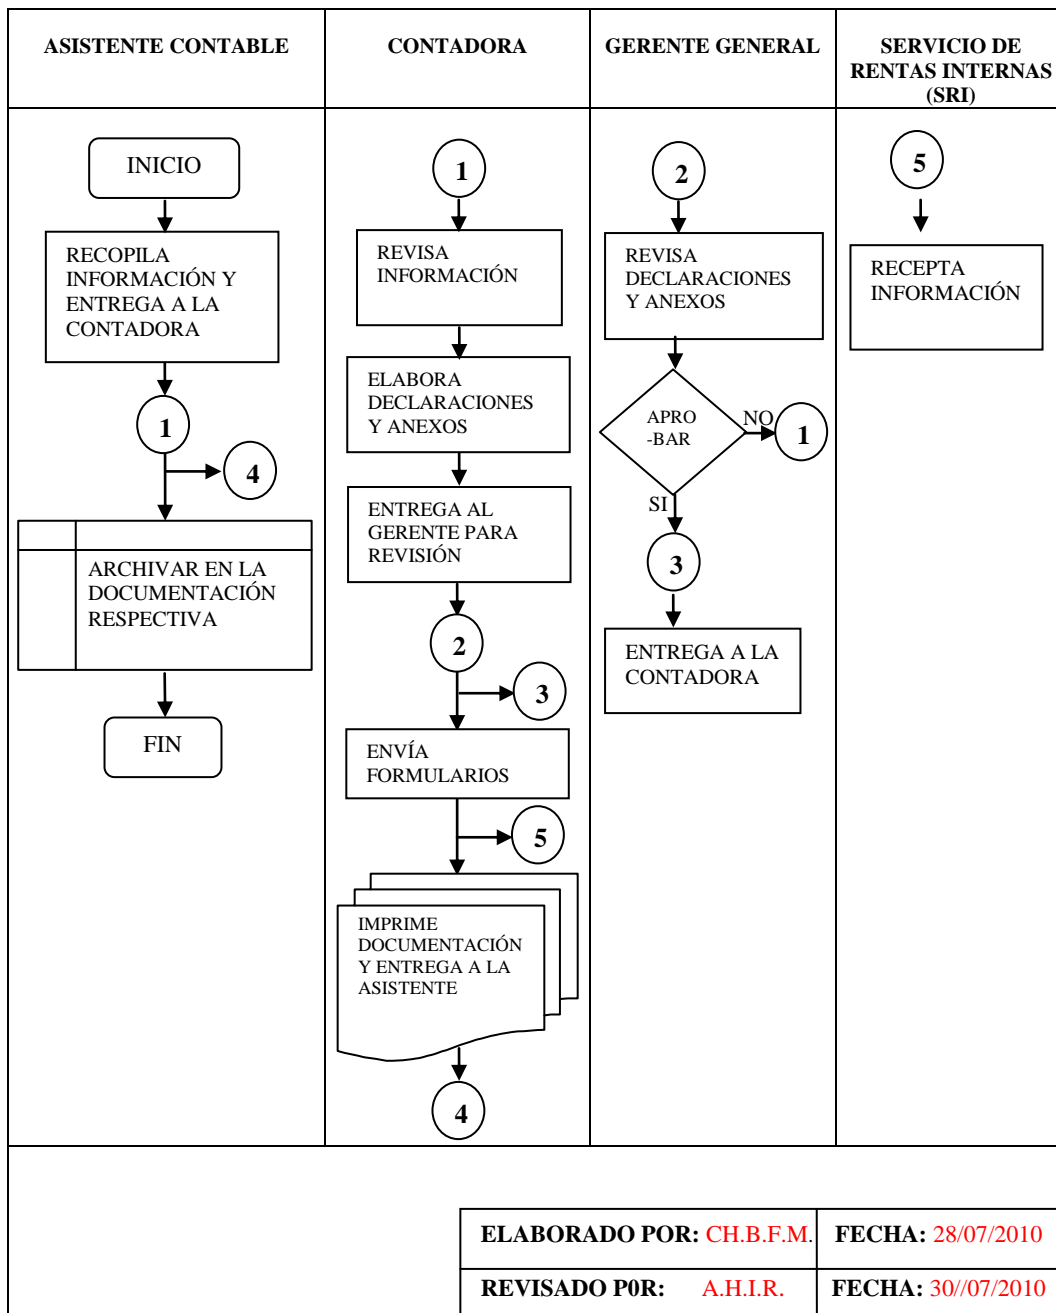 ASISTENTE CONTABLE
CONTADORA
GERENTE GENERAL
SERVICIO DE
RENTAS INTERNAS
(SRI)
INICIO
RECOPILA
INFORMACIÓN Y
ENTREGA A LA
CONTADORA
1
4
ARCHIVAR EN LA
DOCUMENTACIÓN
RESPECTIVA
FIN
1
REVISA
INFORMACIÓN
ELABORA
DECLARACIONES
Y ANEXOS
ENTREGA AL
GERENTE PARA
REVISIÓN
2
3
ENVÍA
FORMULARIOS
5
IMPRIME
DOCUMENTACIÓN
Y ENTREGA A LA
ASISTENTE
4
2
REVISA
DECLARACIONES
Y ANEXOS
APRO
-BAR
NO
1
SI
3
ENTREGA A LA
CONTADORA
5
RECEPTA
INFORMACIÓN
ELABORADO POR: CH.B.F.M.
FECHA: 28/07/2010
REVISADO P0R: A.H.I.R.
FECHA: 30//07/2010